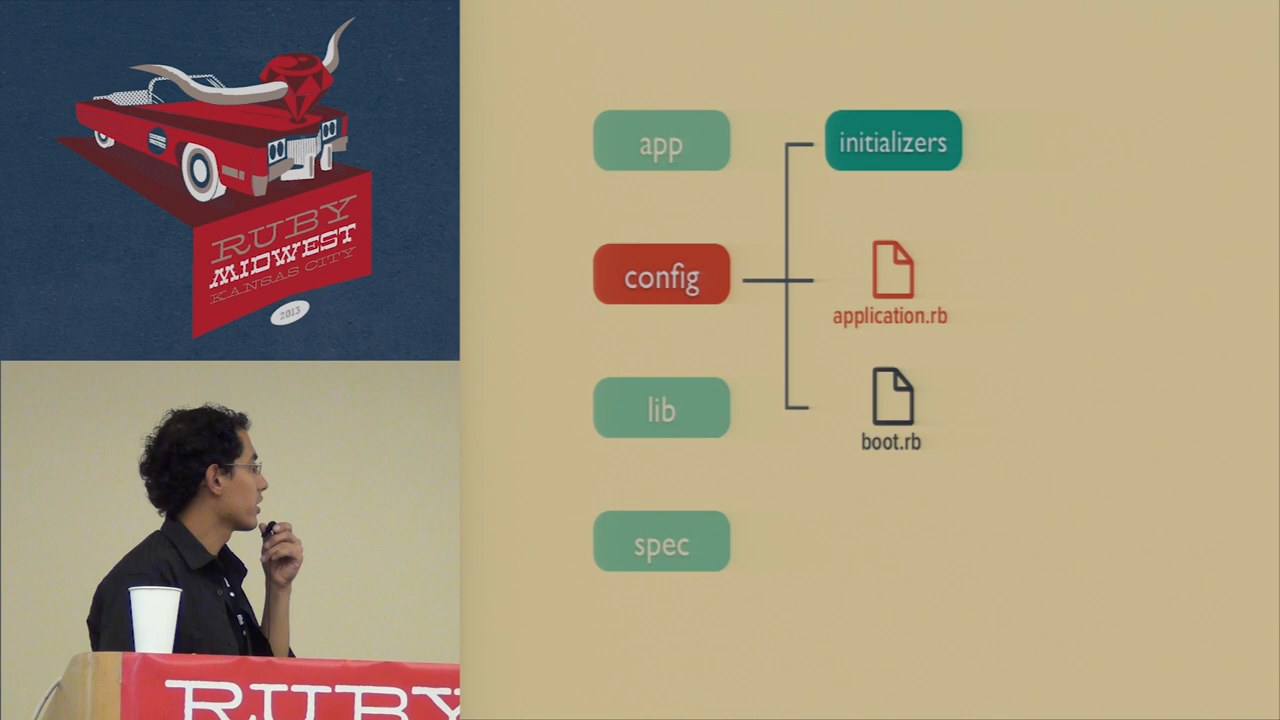 RUBY
MIDWEST
KANSAS CITY
2013
app
config
lib
spec
initializers
application.rb
boot.rb
RUBY